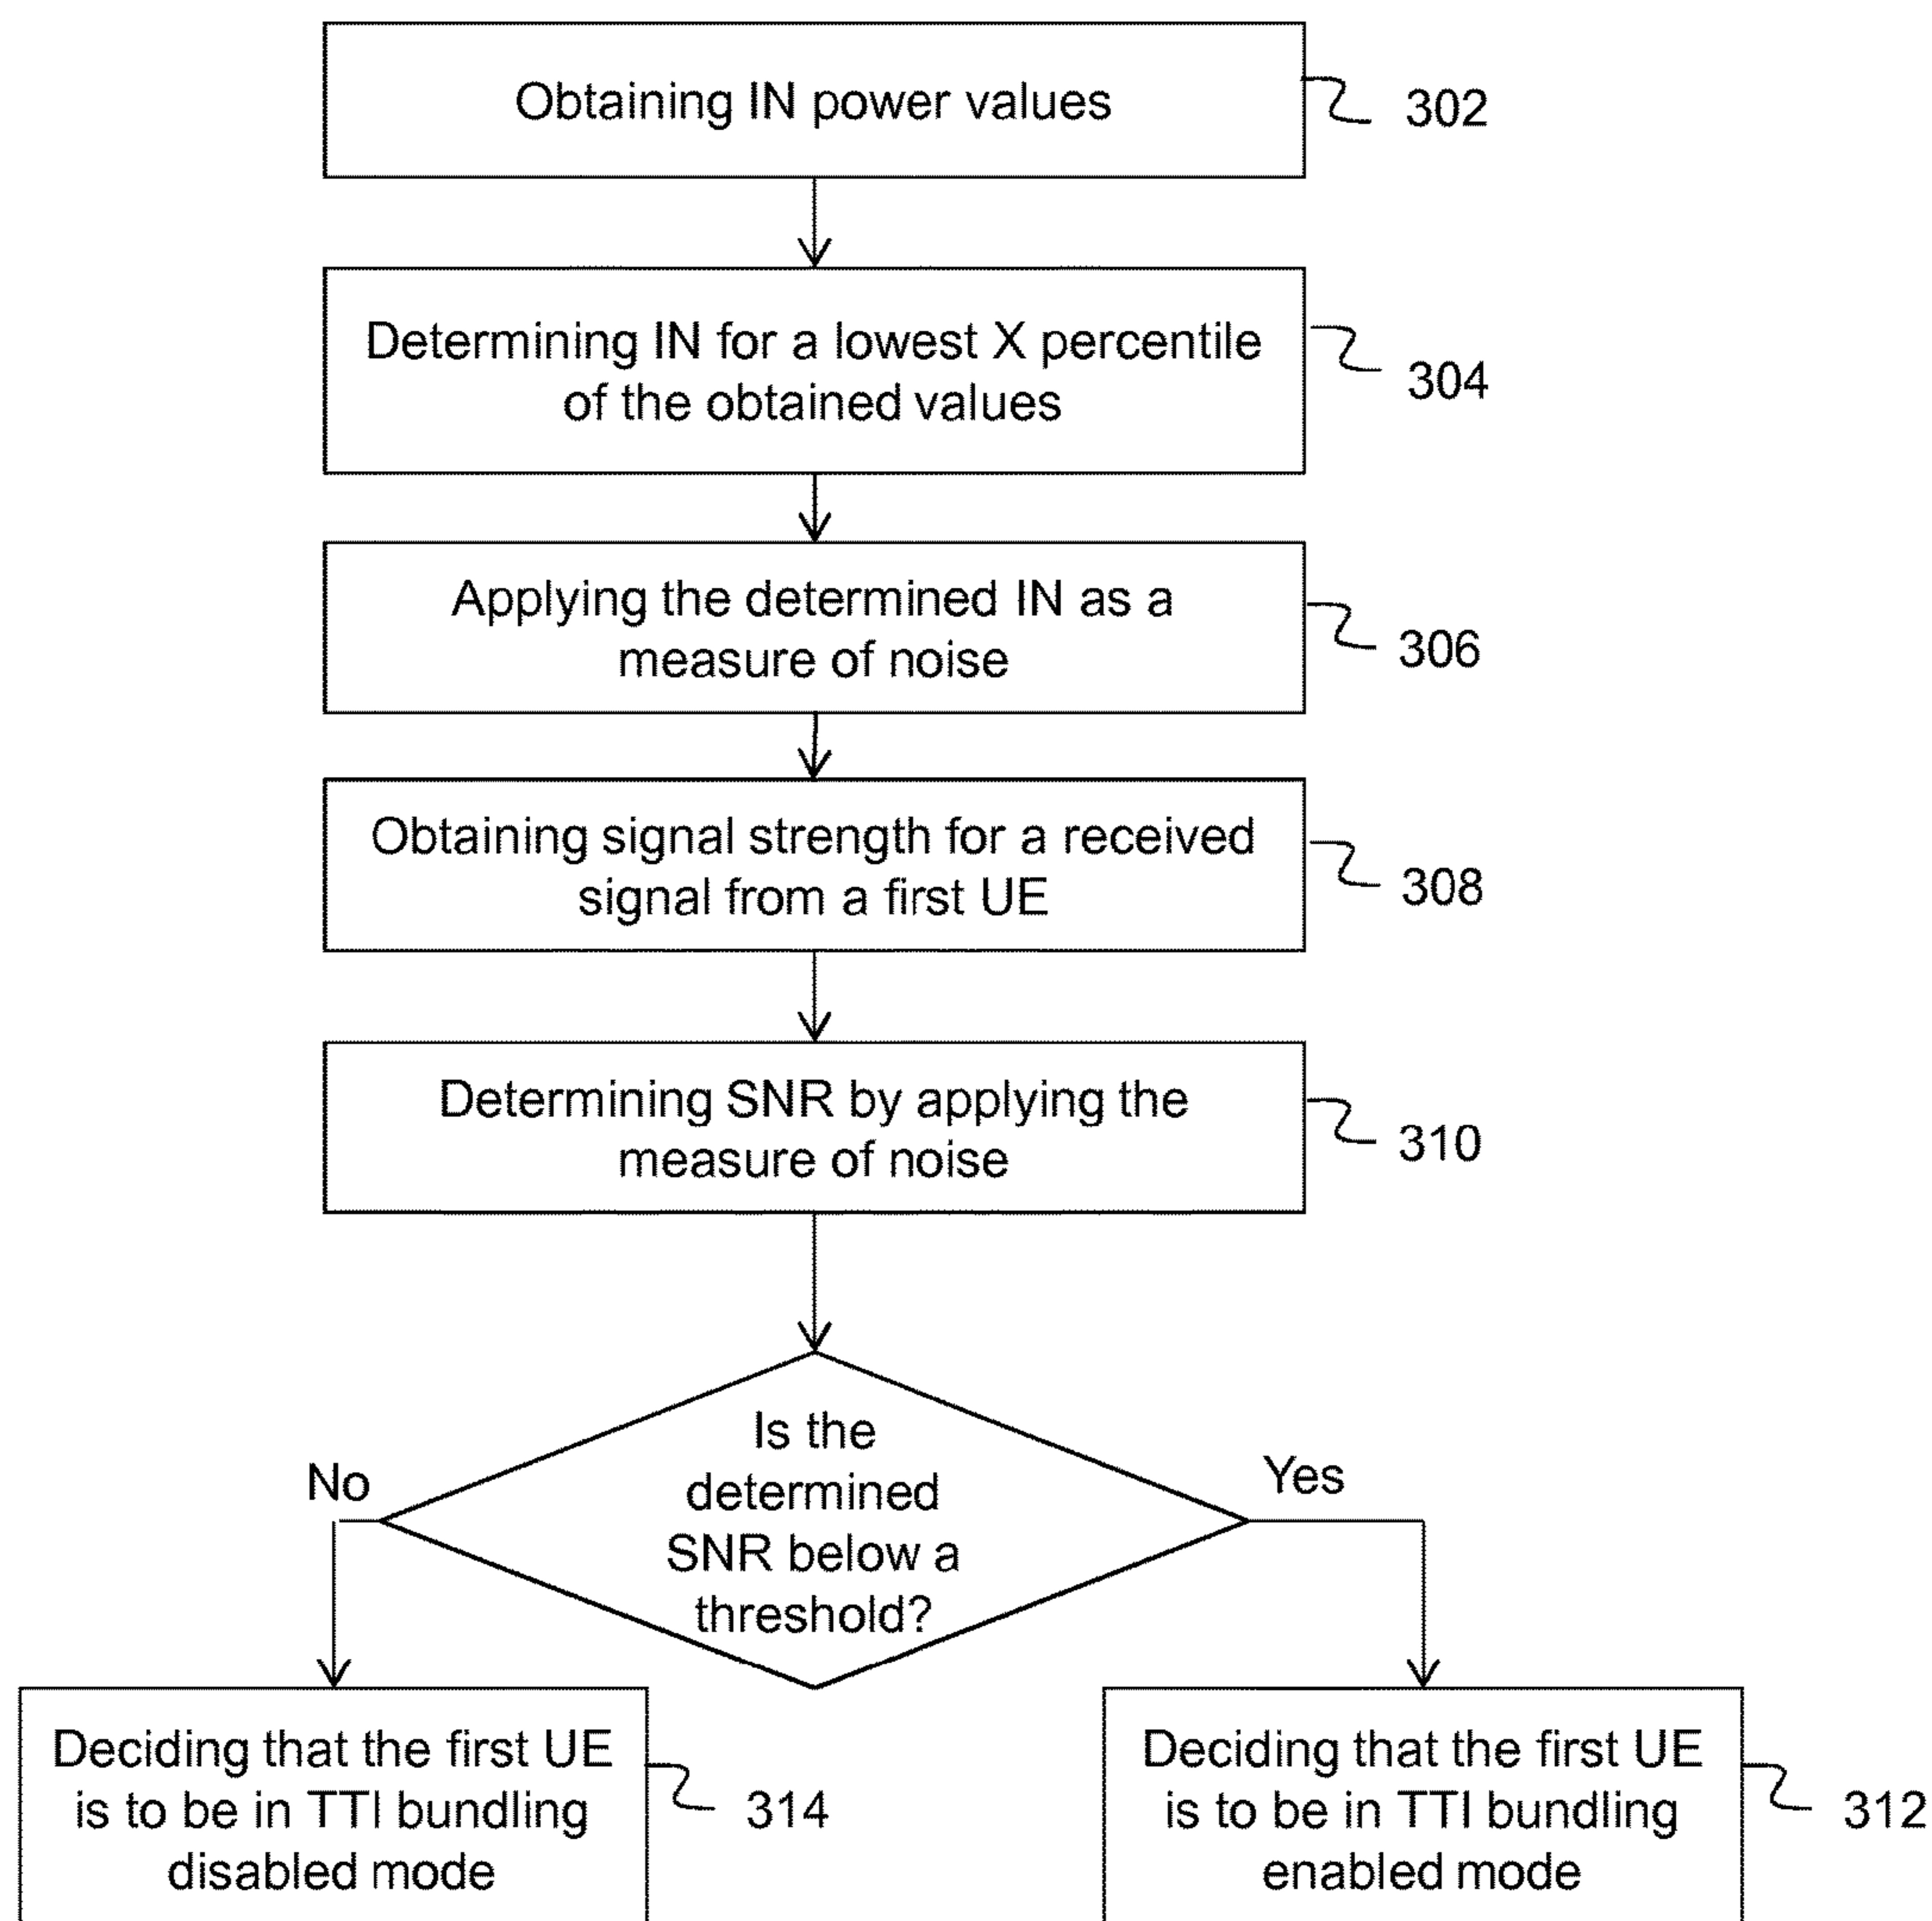 Obtaining IN power values
302
Determining IN for a lowest X percentile
of the obtained values
304
Applying the determined IN as a
measure of noise
306
Obtaining signal strength for a received
signal from a first UE
308
Determining SNR by applying the
measure of noise
310
Is the
determined
SNR below a
threshold?
No
Yes
Deciding that the first UE
is to be in TTI bundling
disabled mode
314
Deciding that the first UE
is to be in TTI bundling
enabled mode
312